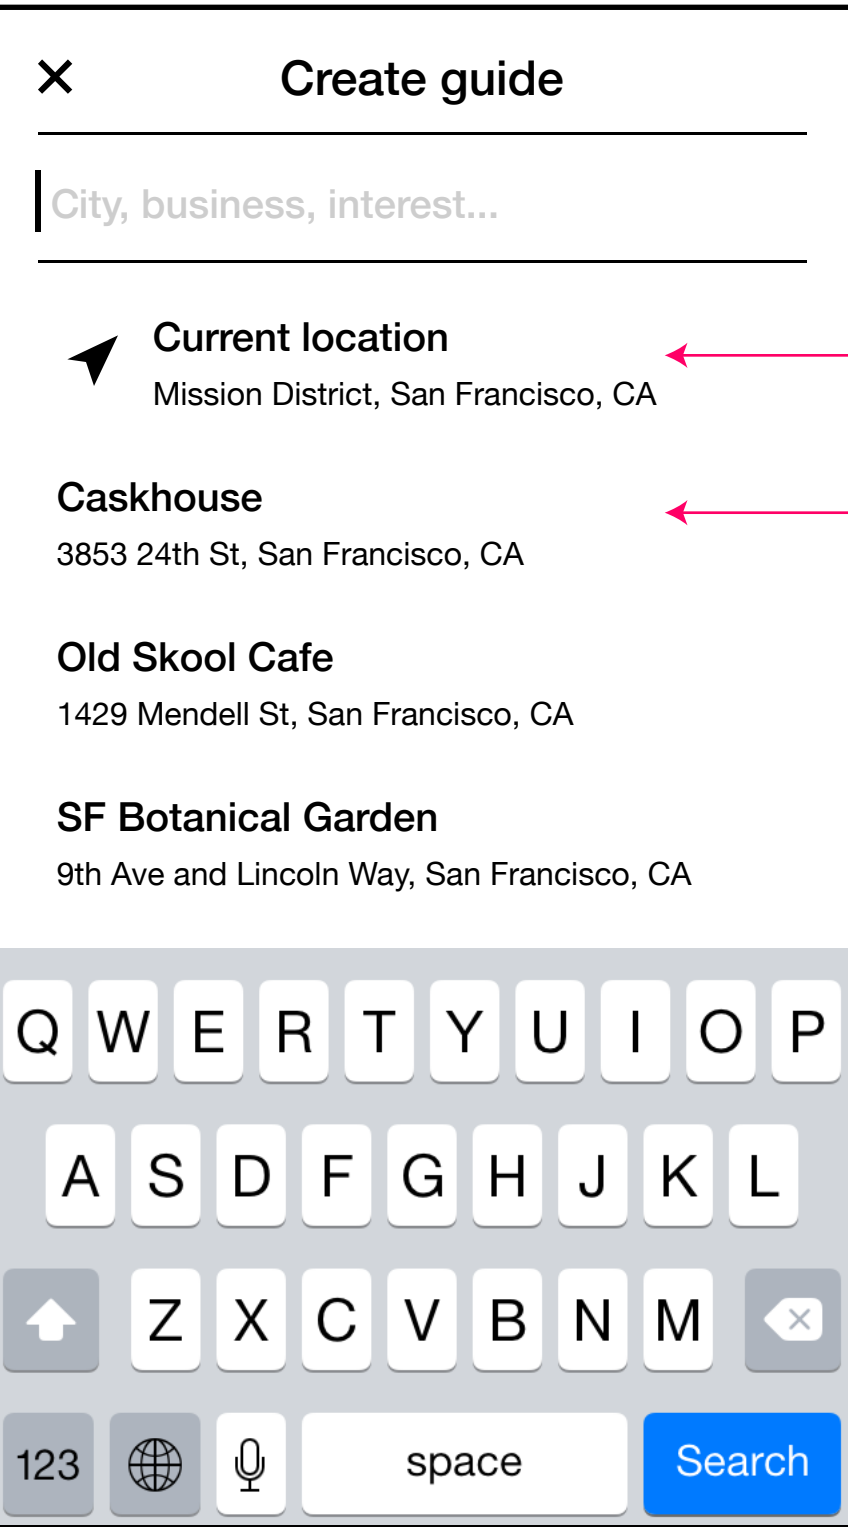 Create guide
City, business, interest...
Current location
Mission District, San Francisco, CA
Caskhouse
3853 24th St, San Francisco, CA
Old Skool Cafe
1429 Mendell St, San Francisco, CA
SF Botanical Garden
9th Ave and Lincoln Way, San Francisco, CA
Q W E R T Y U I O P
A S D F G H J K L
Z X C V B N M
123 space Search